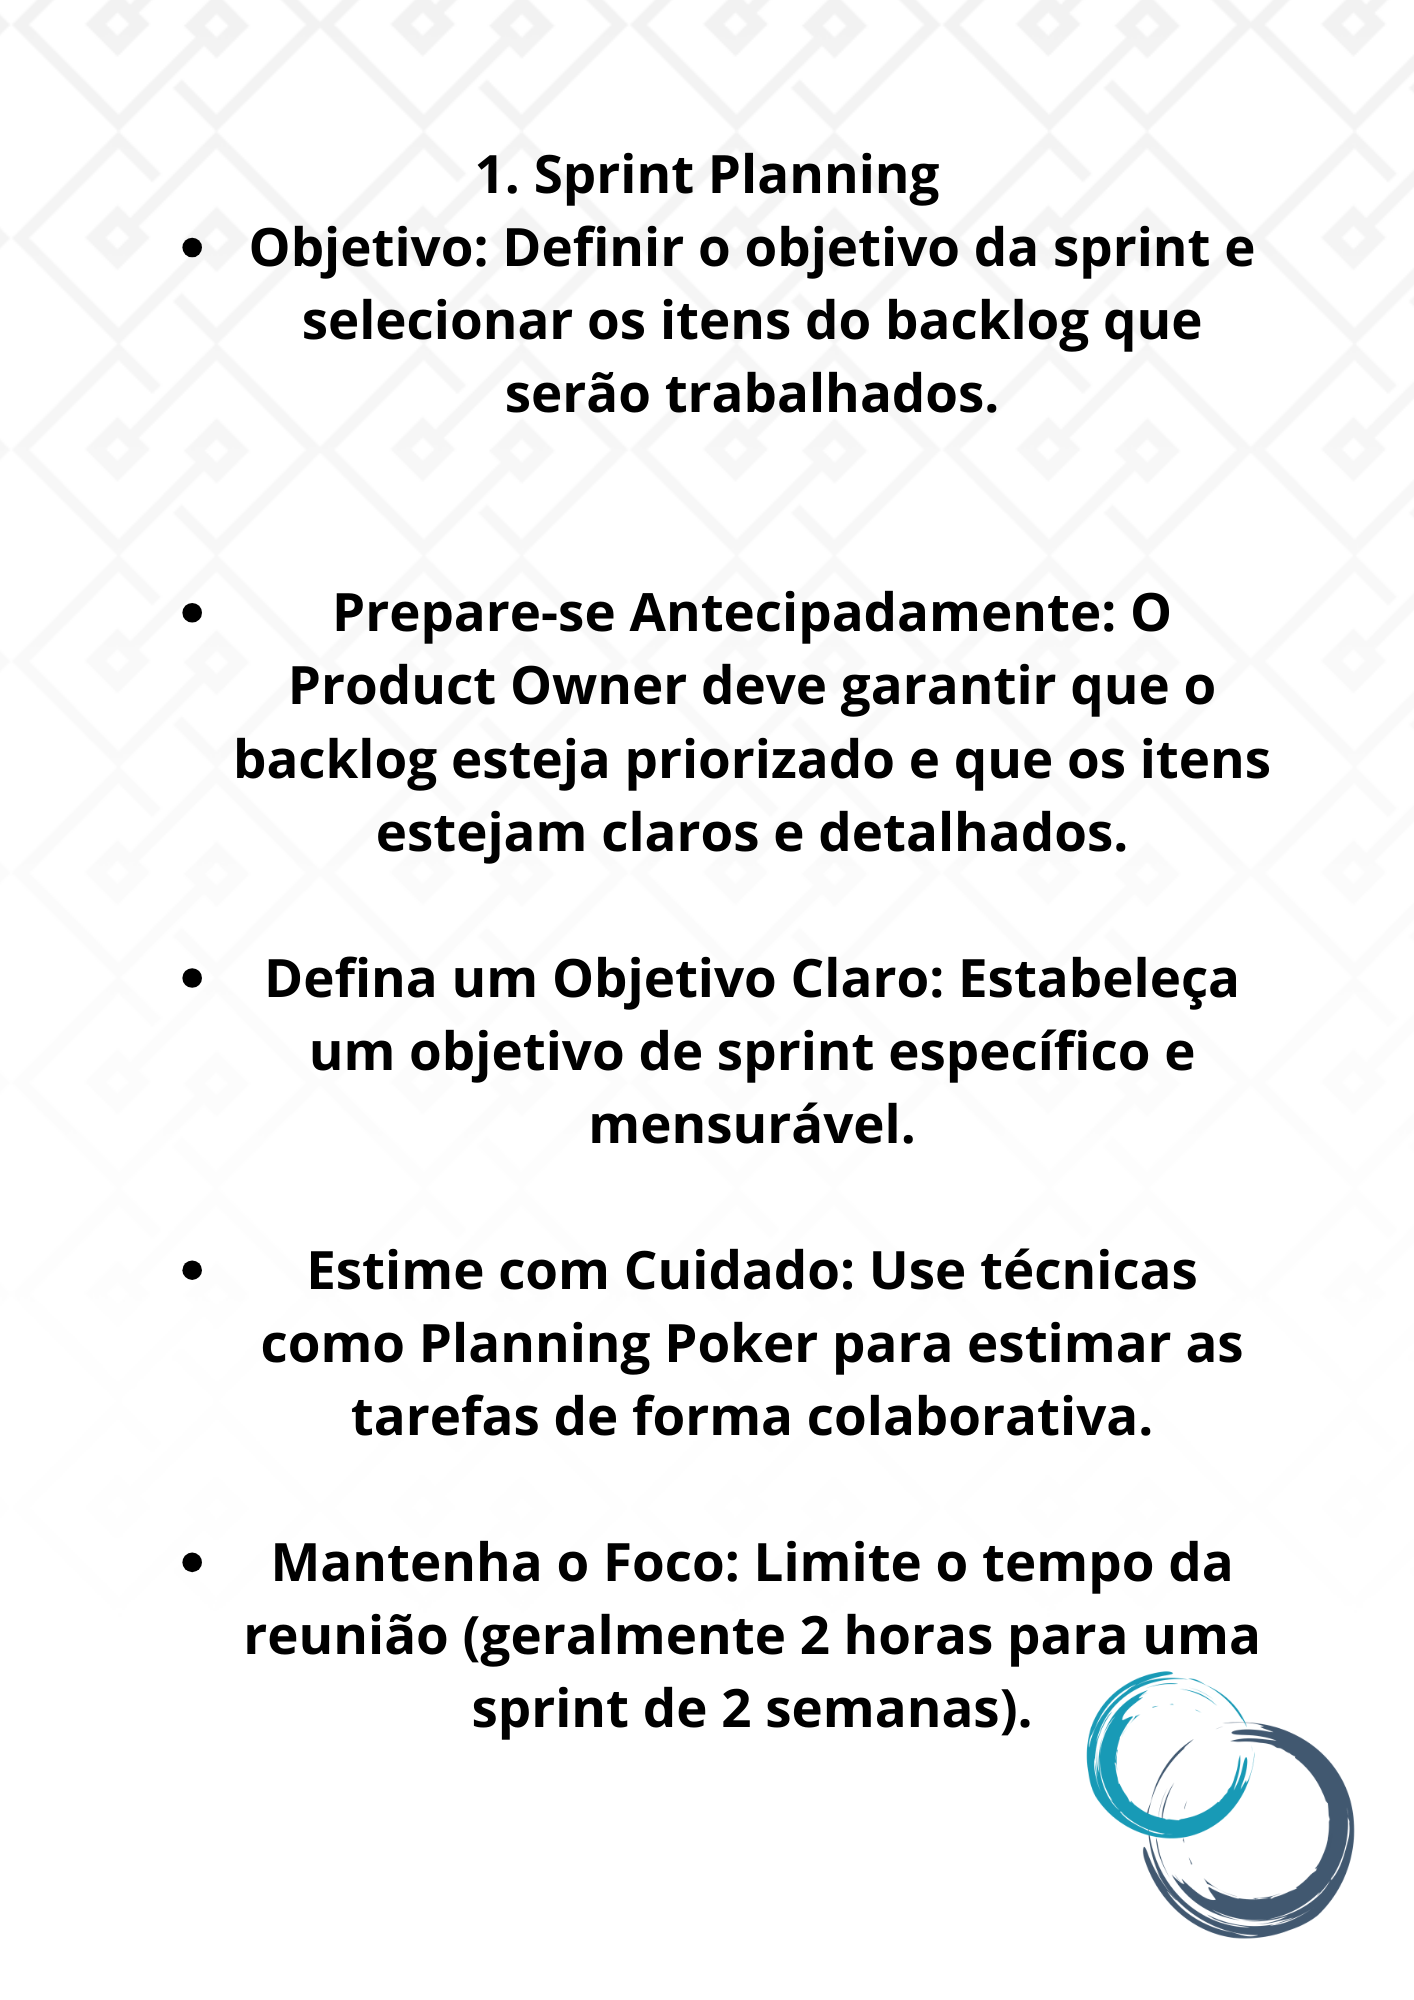 1. Sprint Planning
• Objetivo: Definir o objetivo da sprint e
selecionar os itens do backlog que
serão trabalhados.
• Prepare-se Antecipadamente: O
Product Owner deve garantir que o
backlog esteja priorizado e que os itens
estejam claros e detalhados.
• Defina um Objetivo Claro: Estabeleça
um objetivo de sprint específico e
mensurável.
• Estime com Cuidado: Use técnicas
como Planning Poker para estimar as
tarefas de forma colaborativa.
• Mantenha o Foco: Limite o tempo da
reunião (geralmente 2 horas para uma
sprint de 2 semanas).